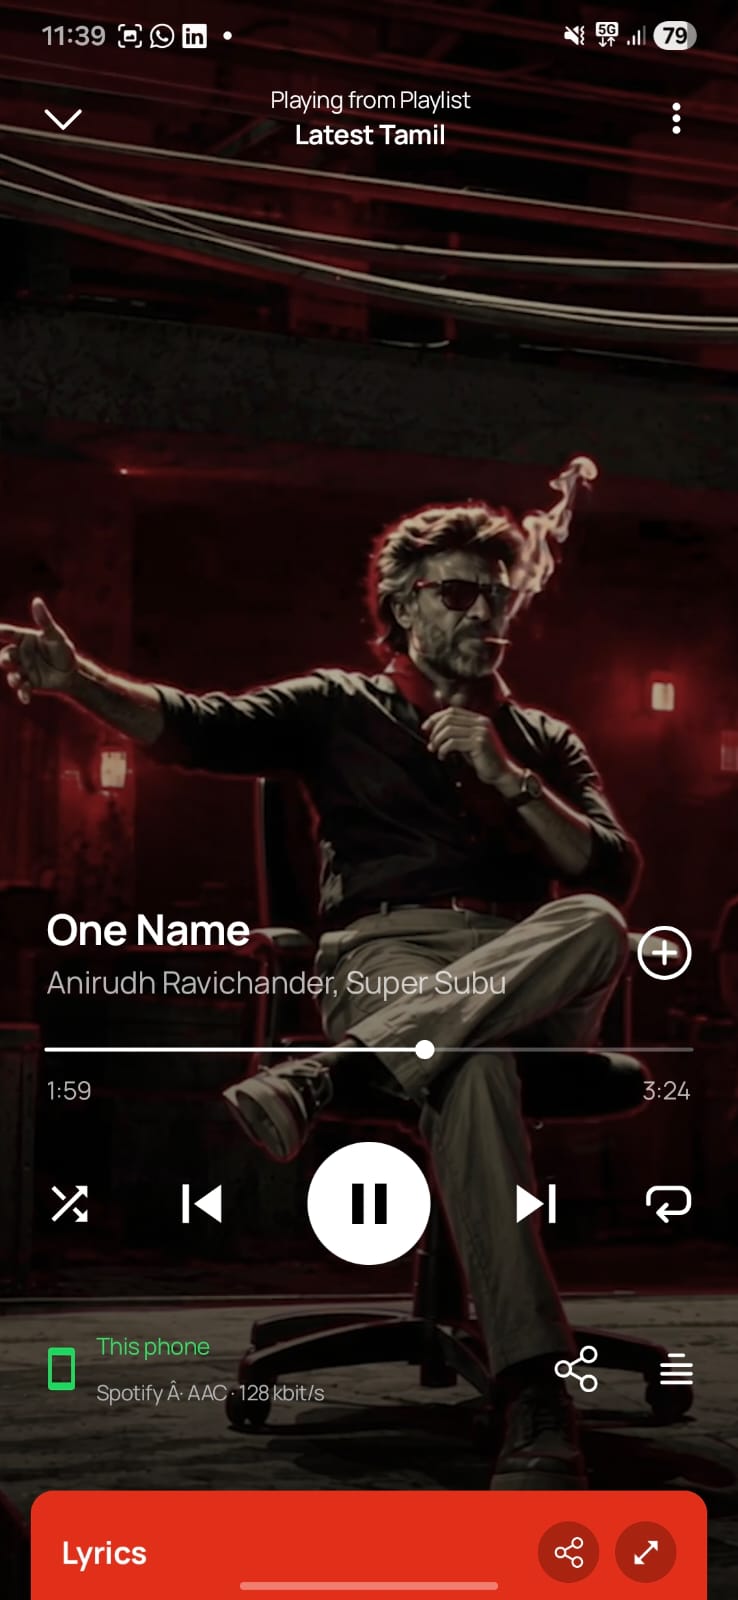 11:39
5G
79
Playing from Playlist
Latest Tamil
One Name
Anirudh Ravichander, Super Subu
1:59
3:24
This phone
Spotify Â· AAC · 128 kbit/s
Lyrics